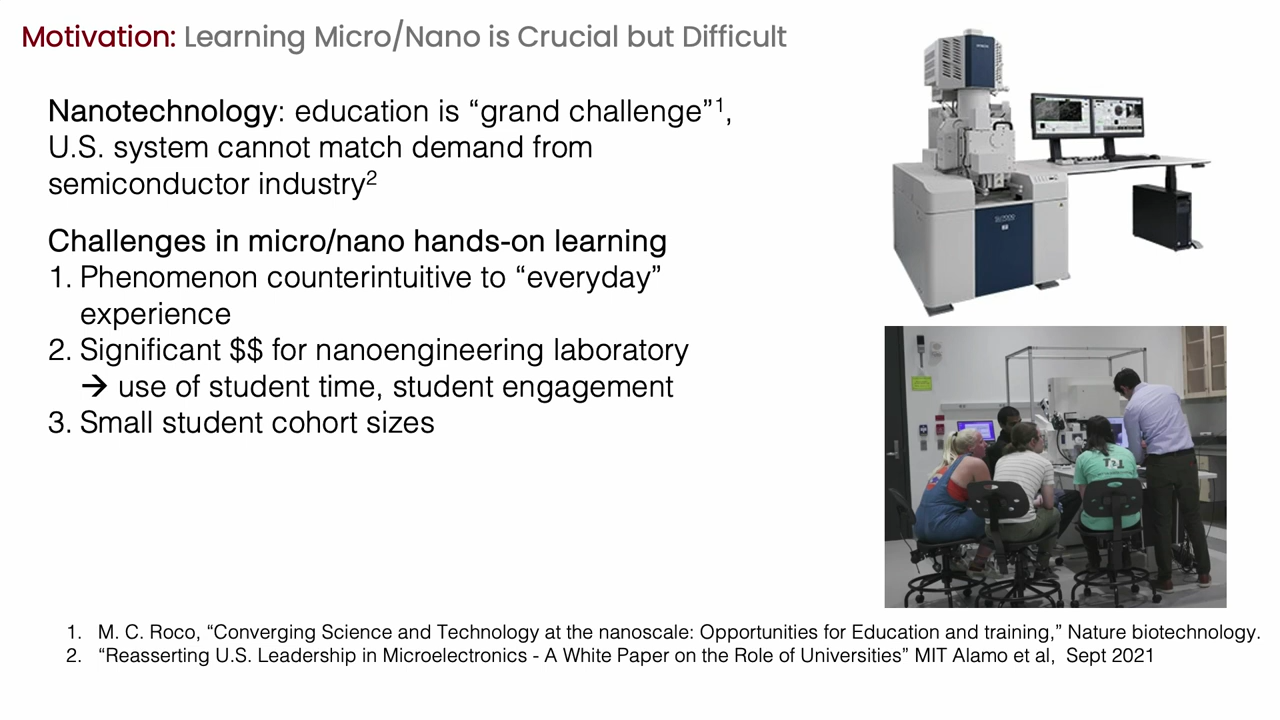 Motivation: Learning Micro/Nano is Crucial but Difficult
Nanotechnology: education is “grand challenge”1,
U.S. system cannot match demand from
semiconductor industry2
Challenges in micro/nano hands-on learning
1. Phenomenon counterintuitive to “everyday”
experience
2. Significant $$ for nanoengineering laboratory
→ use of student time, student engagement
3. Small student cohort sizes
1. M. C. Roco, “Converging Science and Technology at the nanoscale: Opportunities for Education and training,” Nature biotechnology.
2. “Reasserting U.S. Leadership in Microelectronics - A White Paper on the Role of Universities” MIT Alamo et al, Sept 2021